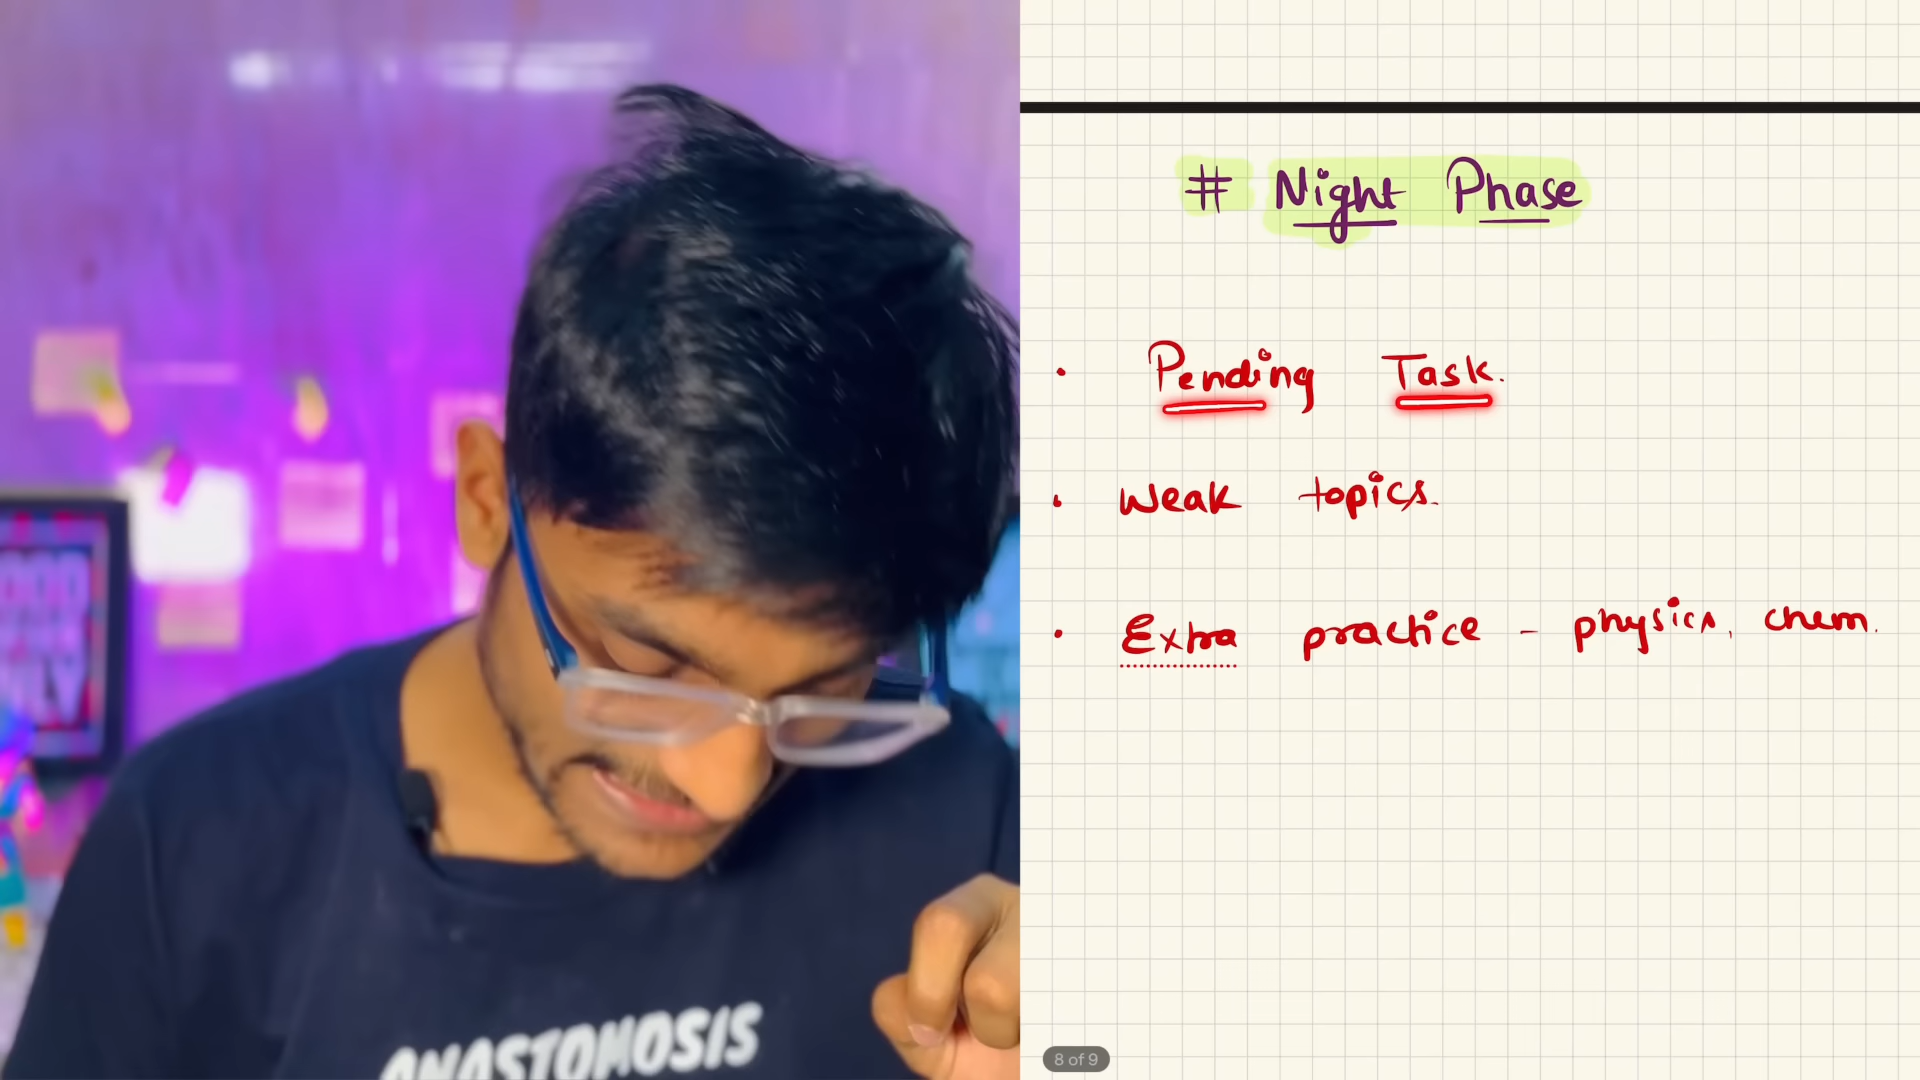 # Night Phase
. Pending Task.
. Weak topics.
. Extra practice - physics, chem.
8 of 9
ANASTOMOSIS